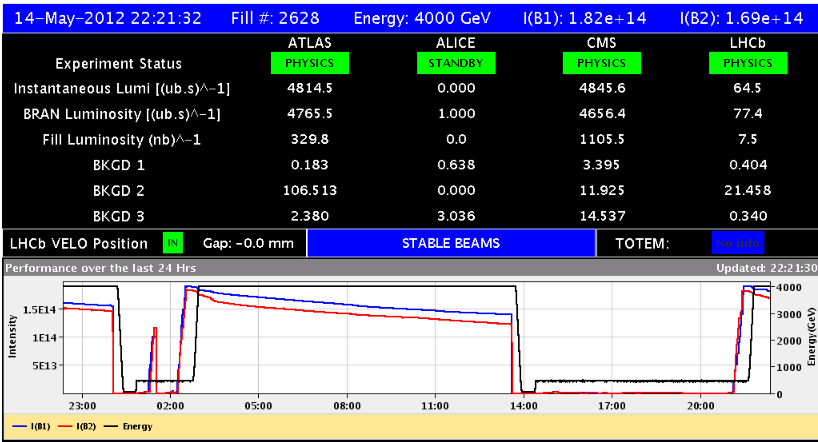 14-May-2012 22:21:32 Fill #: 2628 Energy: 4000 GeV I(B1): 1.82e+14 I(B2): 1.69e+14
ATLAS ALICE CMS LHCb
Experiment Status PHYSICS STANDBY PHYSICS PHYSICS
Instantaneous Lumi [(ub.s)^-1] 4814.5 0.000 4845.6 64.5
BRAN Luminosity [(ub.s)^-1] 4765.5 1.000 4656.4 77.4
Fill Luminosity (nb)^-1 329.8 0.0 1105.5 7.5
BKGD 1 0.183 0.638 3.395 0.404
BKGD 2 106.513 0.000 11.925 21.458
BKGD 3 2.380 3.036 14.537 0.340
LHCb VELO Position IN Gap: -0.0 mm STABLE BEAMS TOTEM: No info
Performance over the last 24 Hrs Updated: 22:21:30
Intensity
1.5E14
1E14
5E13
4000
3000
2000
1000
0
Energy(GeV)
23:00 02:00 05:00 08:00 11:00 14:00 17:00 20:00
I(B1) I(B2) Energy